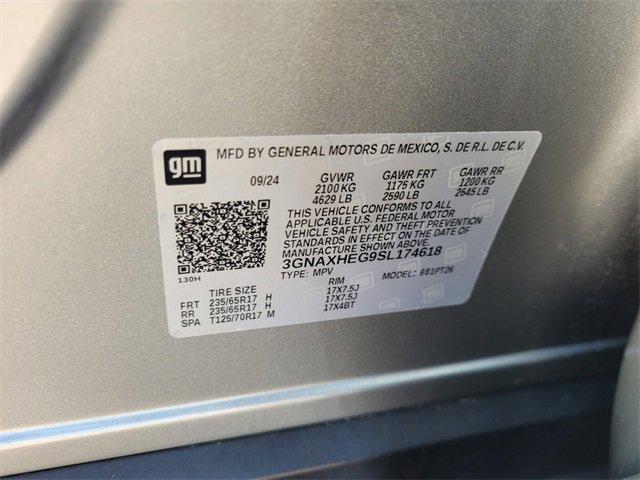 gm
MFD BY GENERAL MOTORS DE MEXICO, S. DE R.L. DE C.V.
09/24 GVWR GAWR FRT GAWR RR
2100 KG 1175 KG 1200 KG
4629 LB 2590 LB 2645 LB
THIS VEHICLE CONFORMS TO ALL
APPLICABLE U.S. FEDERAL MOTOR
VEHICLE SAFETY AND THEFT PREVENTION
STANDARDS IN EFFECT ON THE DATE OF
MANUFACTURE SHOWN ABOVE.
3GNAXHEG9SL174618
TYPE: MPV MODEL: 981PT26
130H
TIRE SIZE RIM
FRT 235/65R17 H 17X7.5J
RR 235/65R17 H 17X7.5J
SPA T125/70R17 M 17X4BT